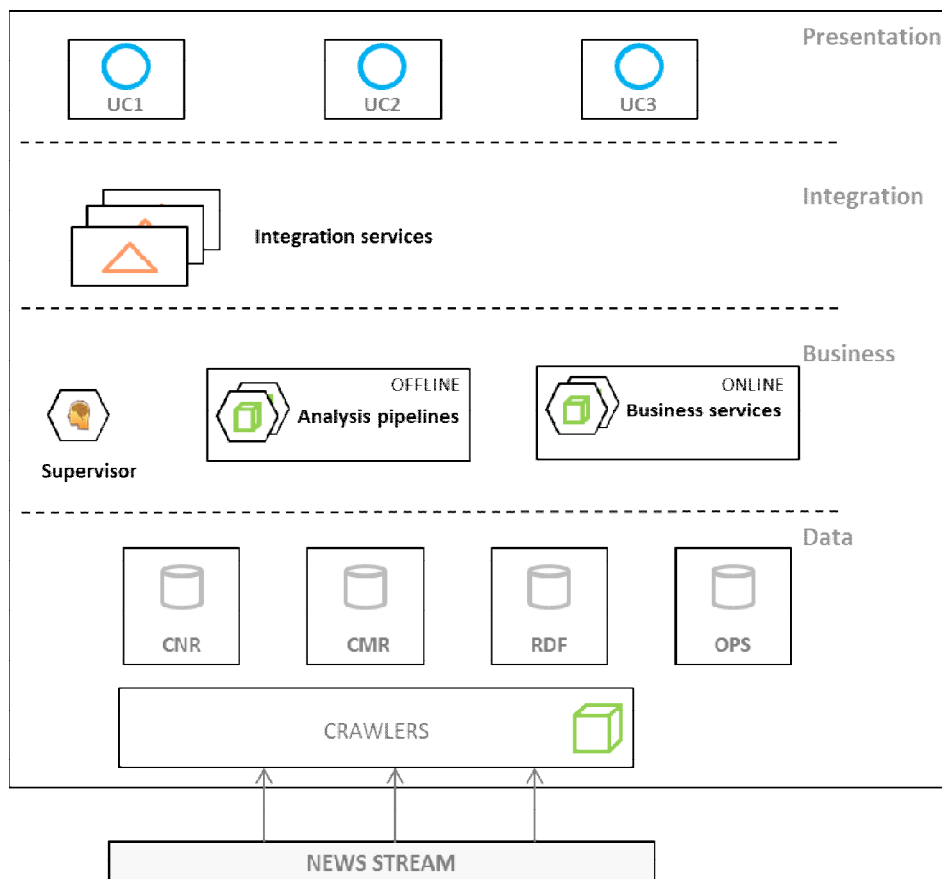 Presentation
UC1
UC2
UC3
Integration
Integration services
Business
OFFLINE
Analysis pipelines
ONLINE
Business services
Supervisor
Data
CNR
CMR
RDF
OPS
CRAWLERS
NEWS STREAM